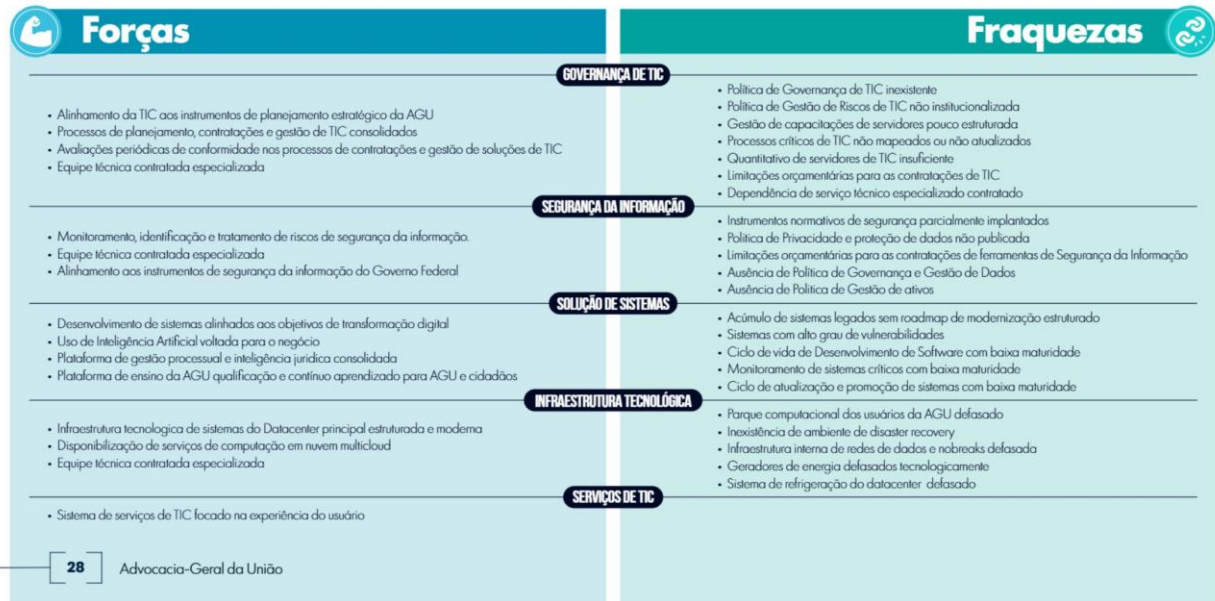 Forças
Fraquezas
GOVERNANÇA DE TIC
• Alinhamento da TIC aos instrumentos de planejamento estratégico da AGU
• Processos de planejamento, contratações e gestão de TIC consolidados
• Avaliações periódicas de conformidade nos processos de contratações e gestão de soluções de TIC
• Equipe técnica contratada especializada
• Política de Governança de TIC inexistente
• Política de Gestão de Riscos de TIC não institucionalizada
• Gestão de capacitações de servidores pouco estruturada
• Processos críticos de TIC não mapeados ou não atualizados
• Quantitativo de servidores de TIC insuficiente
• Limitações orçamentárias para as contratações de TIC
• Dependência de serviço técnico especializado contratado
SEGURANÇA DA INFORMAÇÃO
• Monitoramento, identificação e tratamento de riscos de segurança da informação.
• Equipe técnica contratada especializada
• Alinhamento aos instrumentos de segurança da informação do Governo Federal
• Instrumentos normativos de segurança parcialmente implantados
• Política de Privacidade e proteção de dados não publicada
• Limitações orçamentárias para as contratações de ferramentas de Segurança da Informação
• Ausência de Política de Governança e Gestão de Dados
• Ausência de Política de Gestão de ativos
SOLUÇÃO DE SISTEMAS
• Desenvolvimento de sistemas alinhados aos objetivos de transformação digital
• Uso de Inteligência Artificial voltada para o negócio
• Plataforma de gestão processual e inteligência jurídica consolidada
• Plataforma de ensino da AGU qualificação e contínuo aprendizado para AGU e cidadãos
• Acúmulo de sistemas legados sem roadmap de modernização estruturado
• Sistemas com alto grau de vulnerabilidades
• Ciclo de vida de Desenvolvimento de Software com baixa maturidade
• Monitoramento de sistemas críticos com baixa maturidade
• Ciclo de atualização e promoção de sistemas com baixa maturidade
INFRAESTRUTURA TECNOLÓGICA
• Infraestrutura tecnologica de sistemas do Datacenter principal estruturada e moderna
• Disponibilização de serviços de computação em nuvem multicloud
• Equipe técnica contratada especializada
• Parque computacional dos usuários da AGU defasado
• Inexistência de ambiente de disaster recovery
• Infraestrutura interna de redes de dados e nobreaks defasada
• Geradores de energia defasados tecnologicamente
• Sistema de refrigeração do datacenter defasado
SERVIÇOS DE TIC
• Sistema de serviços de TIC focado na experiência do usuário
28 Advocacia-Geral da União